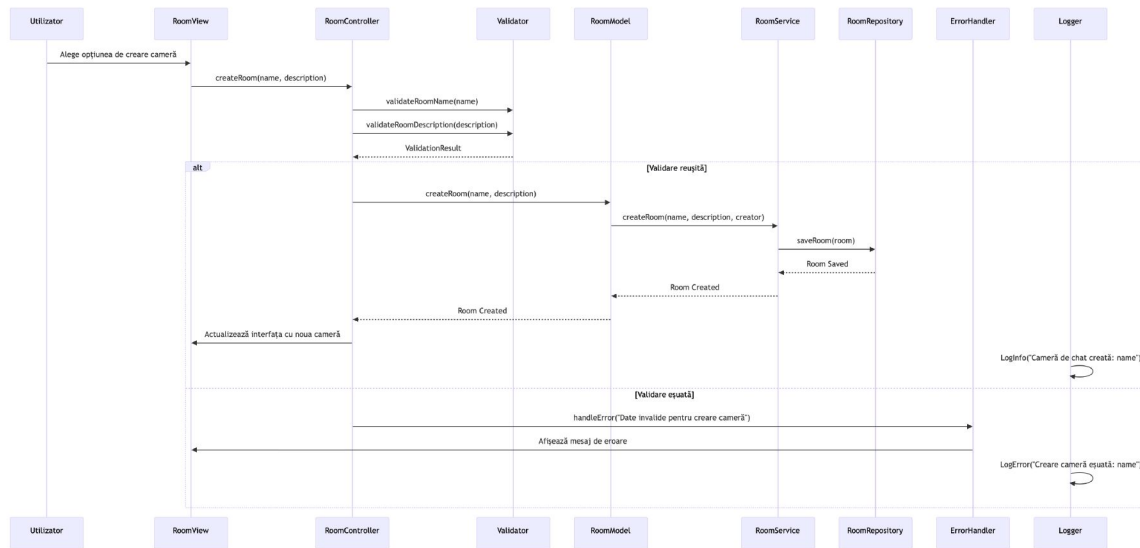 Utilizator RoomView RoomController Validator RoomModel RoomService RoomRepository ErrorHandler Logger
Alege opțiunea de creare cameră
createRoom(name, description)
validateRoomName(name)
validateRoomDescription(description)
ValidationResult
alt [Validare reușită]
createRoom(name, description)
createRoom(name, description, creator)
saveRoom(room)
Room Saved
Room Created
Room Created
Actualizează interfața cu noua cameră
LogInfo("Cameră de chat creată: name")
[Validare eșuată]
handleError("Date invalide pentru creare cameră")
Afișează mesaj de eroare
LogError("Creare cameră eșuată: name")
Utilizator RoomView RoomController Validator RoomModel RoomService RoomRepository ErrorHandler Logger